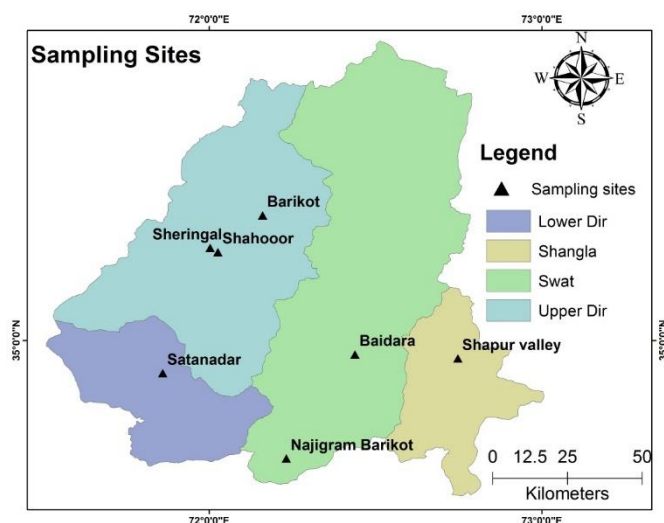 72°0'0"E
73°0'0"E
Sampling Sites
N
W
E
S
Legend
Sampling sites
Lower Dir
Shangla
Swat
Upper Dir
Barikot
Sheringal
Shahooor
35°0'0"N
35°0'0"N
Baidara
Shapur valley
Satanadar
Najigram Barikot
0 12.5 25 50
Kilometers
72°0'0"E
73°0'0"E